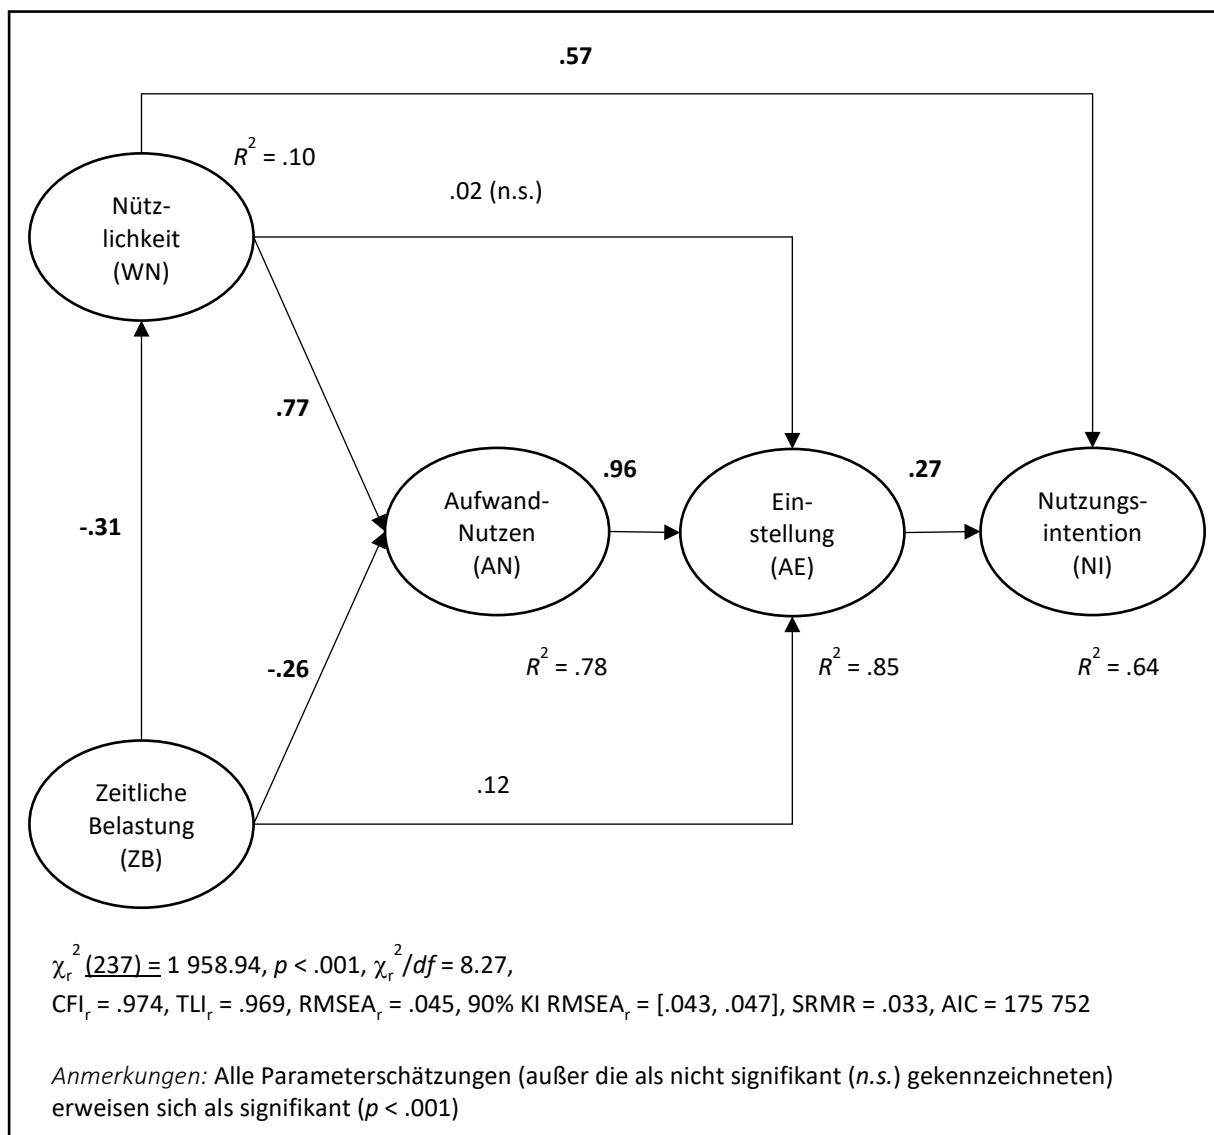 .57
R² = .10
.02 (n.s.)
Nütz-
lichkeit
(WN)
.77
-.31
.96
.27
Aufwand-
Nutzen
(AN)
Ein-
stellung
(AE)
Nutzungs-
intention
(NI)
-.26
R² = .78
R² = .85
R² = .64
.12
Zeitliche
Belastung
(ZB)
χᵣ² (237) = 1 958.94, p < .001, χᵣ²/df = 8.27,
CFIᵣ = .974, TLIᵣ = .969, RMSEAᵣ = .045, 90% KI RMSEAᵣ = [.043, .047], SRMR = .033, AIC = 175 752
Anmerkungen: Alle Parameterschätzungen (außer die als nicht signifikant (n.s.) gekennzeichneten)
erweisen sich als signifikant (p < .001)